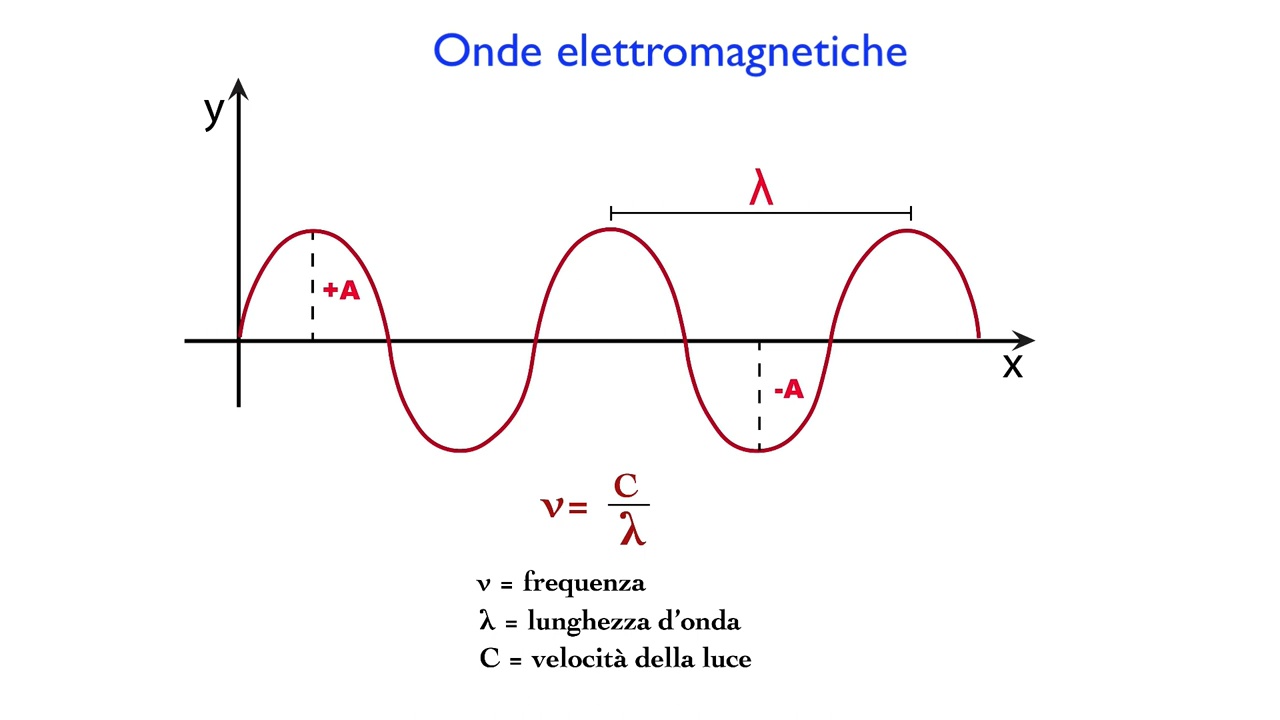 Onde elettromagnetiche
y
λ
+A
x
-A
ν= C/λ
ν = frequenza
λ = lunghezza d’onda
C = velocità della luce